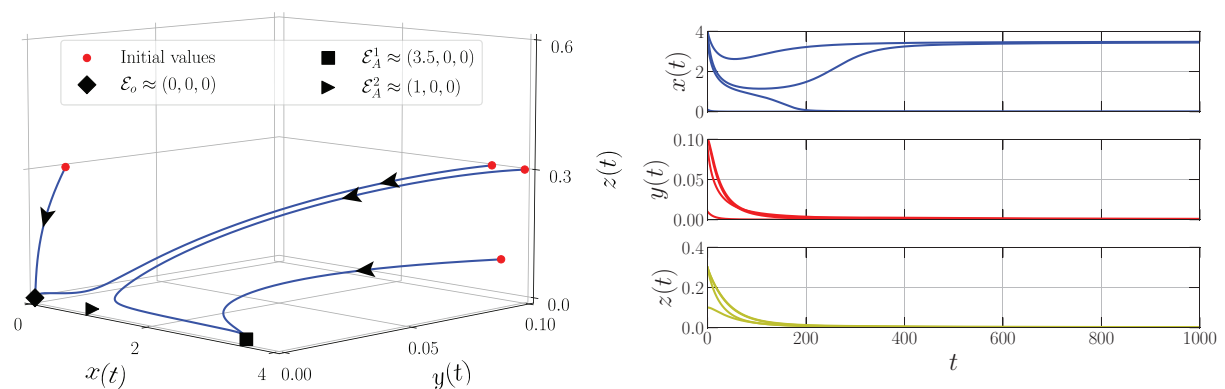 Initial values
ℰₒ ≈ (0, 0, 0)
ℰ_A^1 ≈ (3.5, 0, 0)
ℰ_A^2 ≈ (1, 0, 0)
0.6
0.3
0.0
z(t)
0
2
4
x(t)
0.00
0.05
0.10
y(t)
4
2
0
x(t)
0.10
0.05
0.00
y(t)
0.4
0.2
0.0
z(t)
0 200 400 600 800 1000
t